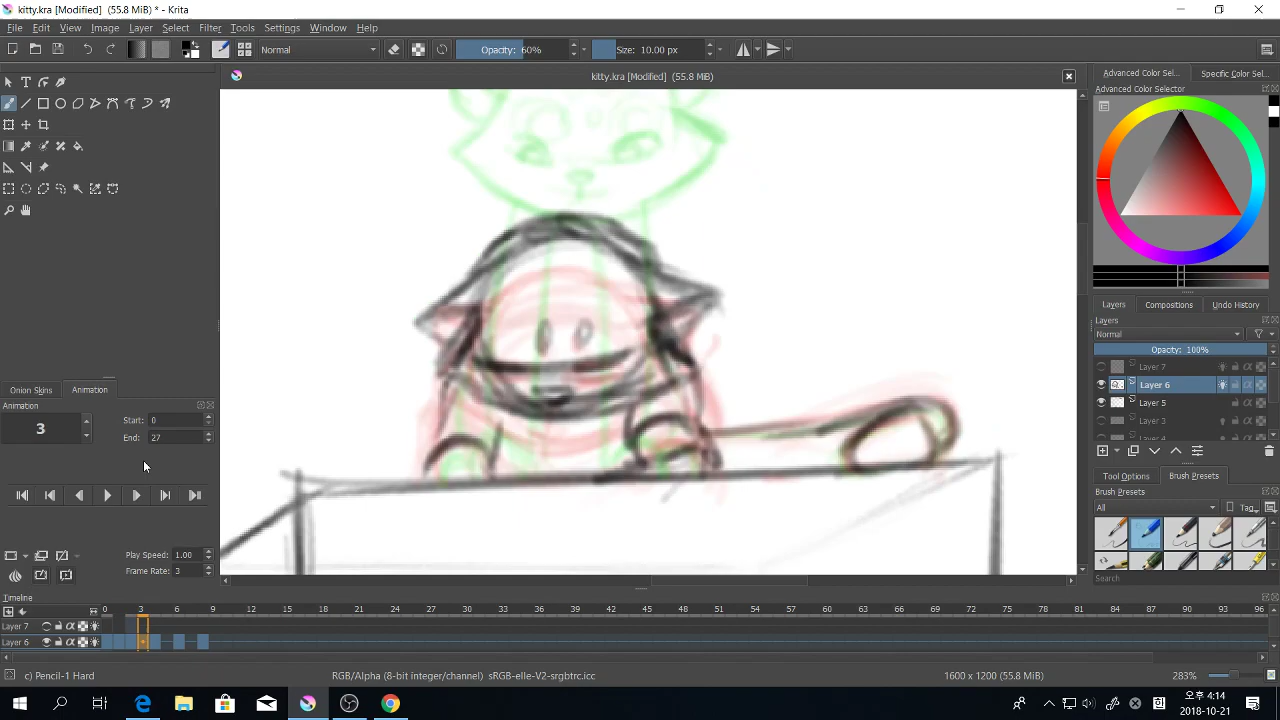 kitty.kra [Modified] (55.8 MiB) * - Krita
File Edit View Image Layer Select Filter Tools Settings Window Help
Normal Opacity: 60% Size: 10.00 px
kitty.kra [Modified] (55.8 MiB)
Advanced Color Sel... Specific Color Sel...
Advanced Color Selector
Layers Compositions Undo History
Layers
Normal
Opacity: 100%
Layer 7
Layer 6
Layer 5
Layer 3
Layer 4
Onion Skins Animation
Animation
3 Start: 0
End: 27
Play Speed: 1.00
Frame Rate: 3
Tool Options Brush Presets
Brush Presets
All Tag
Search
Timeline
0 3 6 9 12 15 18 21 24 27 30 33 36 39 42 45 48 51 54 57 60 63 66 69 72 75 78 81 84 87 90 93 96
Layer 7
Layer 6
c) Pencil-1 Hard RGB/Alpha (8-bit integer/channel) sRGB-elle-V2-srgbtrc.icc 1600 x 1200 (55.8 MiB) 283%
오후 4:14
2018-10-21